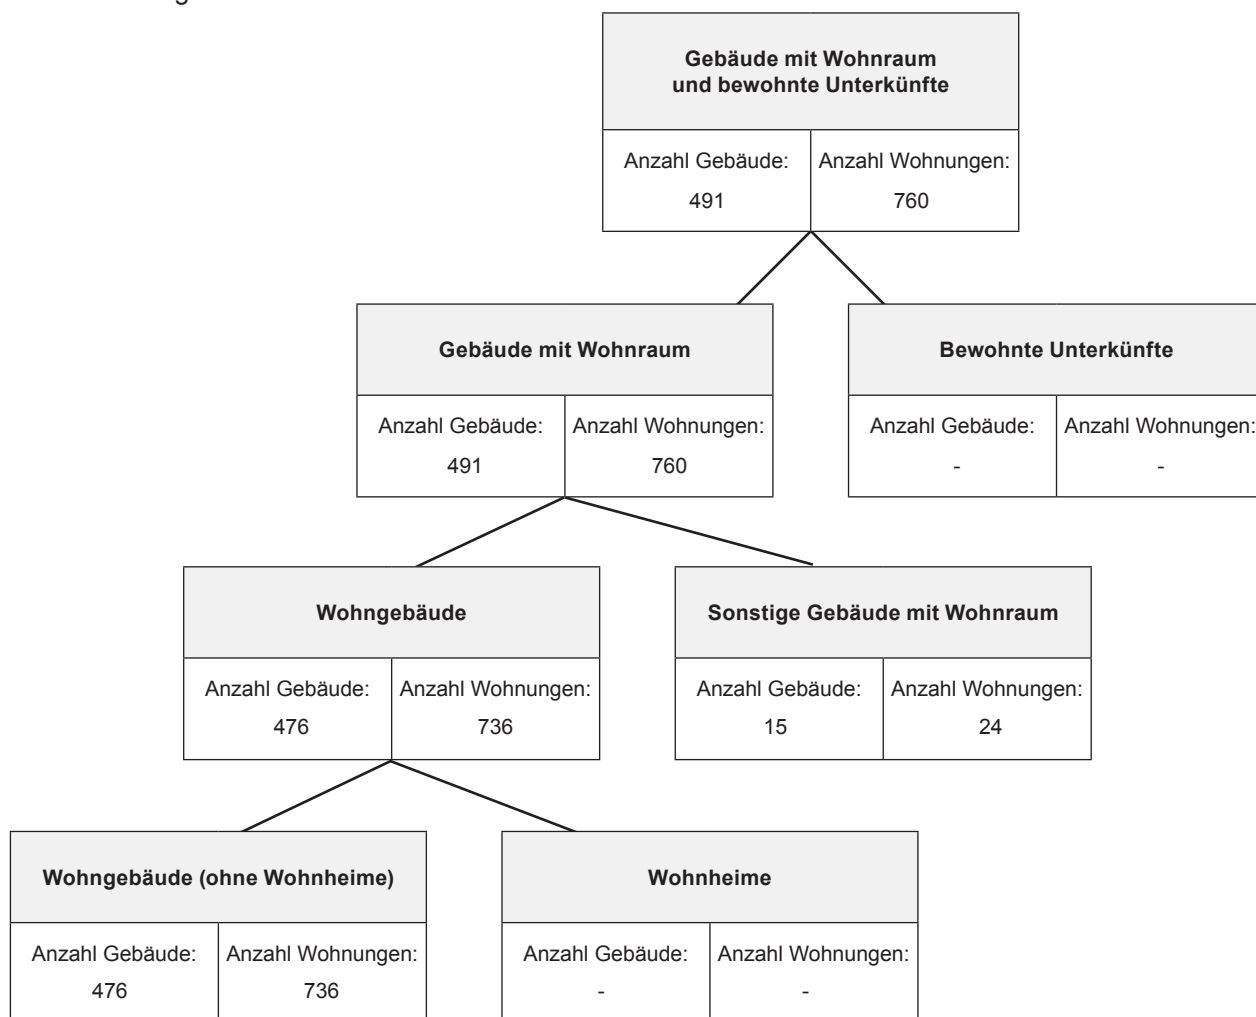 Gebäude mit Wohnraum
und bewohnte Unterkünfte
Anzahl Gebäude: Anzahl Wohnungen:
491 760
Gebäude mit Wohnraum Bewohnte Unterkünfte
Anzahl Gebäude: Anzahl Wohnungen: Anzahl Gebäude: Anzahl Wohnungen:
491 760 - -
Wohngebäude Sonstige Gebäude mit Wohnraum
Anzahl Gebäude: Anzahl Wohnungen: Anzahl Gebäude: Anzahl Wohnungen:
476 736 15 24
Wohngebäude (ohne Wohnheime) Wohnheime
Anzahl Gebäude: Anzahl Wohnungen: Anzahl Gebäude: Anzahl Wohnungen:
476 736 - -